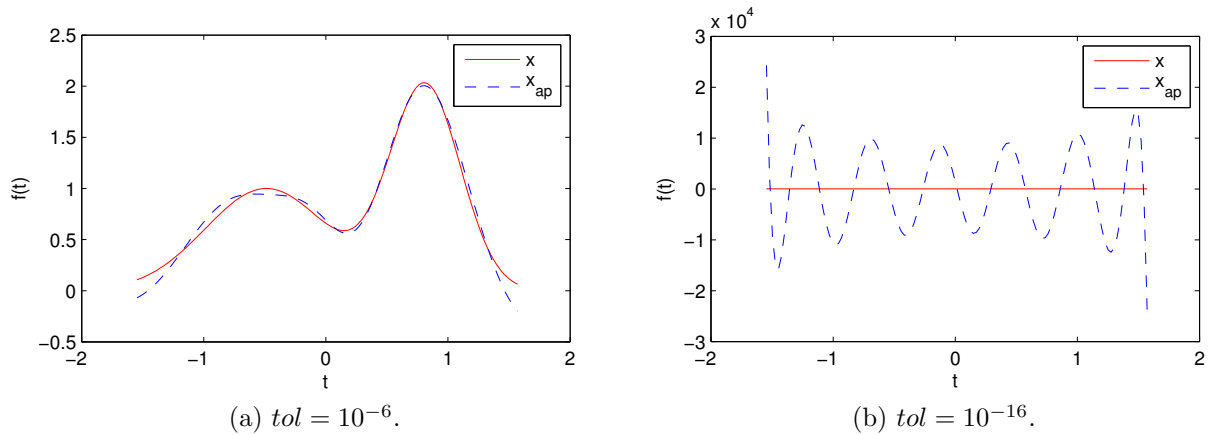 2.5
2
1.5
1
0.5
0
−0.5
−2
−1
0
1
2
t
f(t)
x
x_ap
(a) tol = 10^{-6}.
x 10^4
3
2
1
0
−1
−2
−3
−2
−1
0
1
2
t
f(t)
x
x_ap
(b) tol = 10^{-16}.